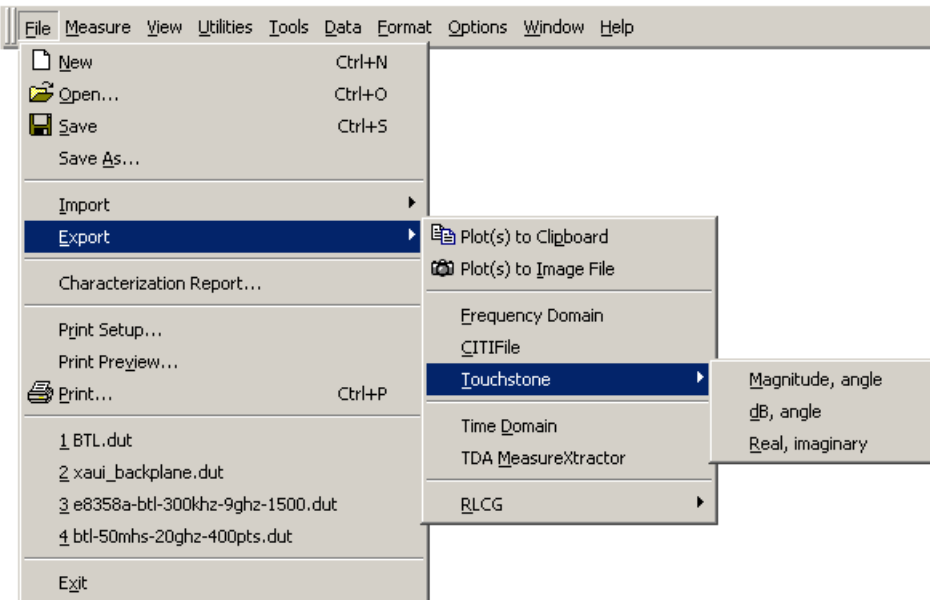 File Measure View Utilities Tools Data Format Options Window Help
New Ctrl+N
Open... Ctrl+O
Save Ctrl+S
Save As...
Import
Export
Characterization Report...
Print Setup...
Print Preview...
Print... Ctrl+P
1 BTL.dut
2 xaui_backplane.dut
3 e8358a-btl-300khz-9ghz-1500.dut
4 btl-50mhs-20ghz-400pts.dut
Exit
Plot(s) to Clipboard
Plot(s) to Image File
Frequency Domain
CITIFile
Touchstone
Time Domain
TDA MeasureXtractor
RLCG
Magnitude, angle
dB, angle
Real, imaginary